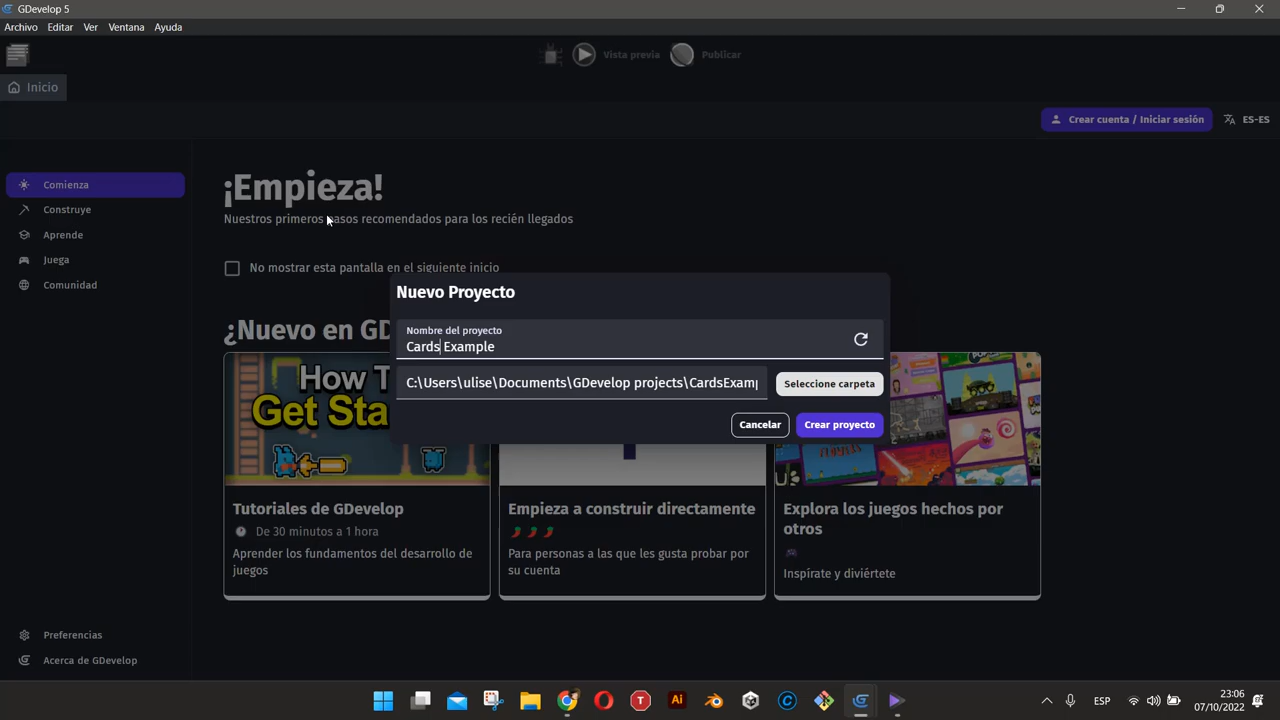 GDevelop 5
Archivo Editar Ver Ventana Ayuda
Vista previa Publicar
Inicio
Crear cuenta / Iniciar sesión ES-ES
Comienza
Construye
Aprende
Juega
Comunidad
¡Empieza!
Nuestros primeros pasos recomendados para los recién llegados
No mostrar esta pantalla en el siguiente inicio
¿Nuevo en GD
Nuevo Proyecto
Nombre del proyecto
Cards Example
C:\Users\ulise\Documents\GDevelop projects\CardsExam
Seleccione carpeta
Cancelar Crear proyecto
How T
Get Sta
Tutoriales de GDevelop
De 30 minutos a 1 hora
Aprender los fundamentos del desarrollo de
juegos
Empieza a construir directamente
Para personas a las que les gusta probar por
su cuenta
Explora los juegos hechos por
otros
Inspírate y diviértete
Preferencias
Acerca de GDevelop
T Ai C
ESP
23:06
07/10/2022